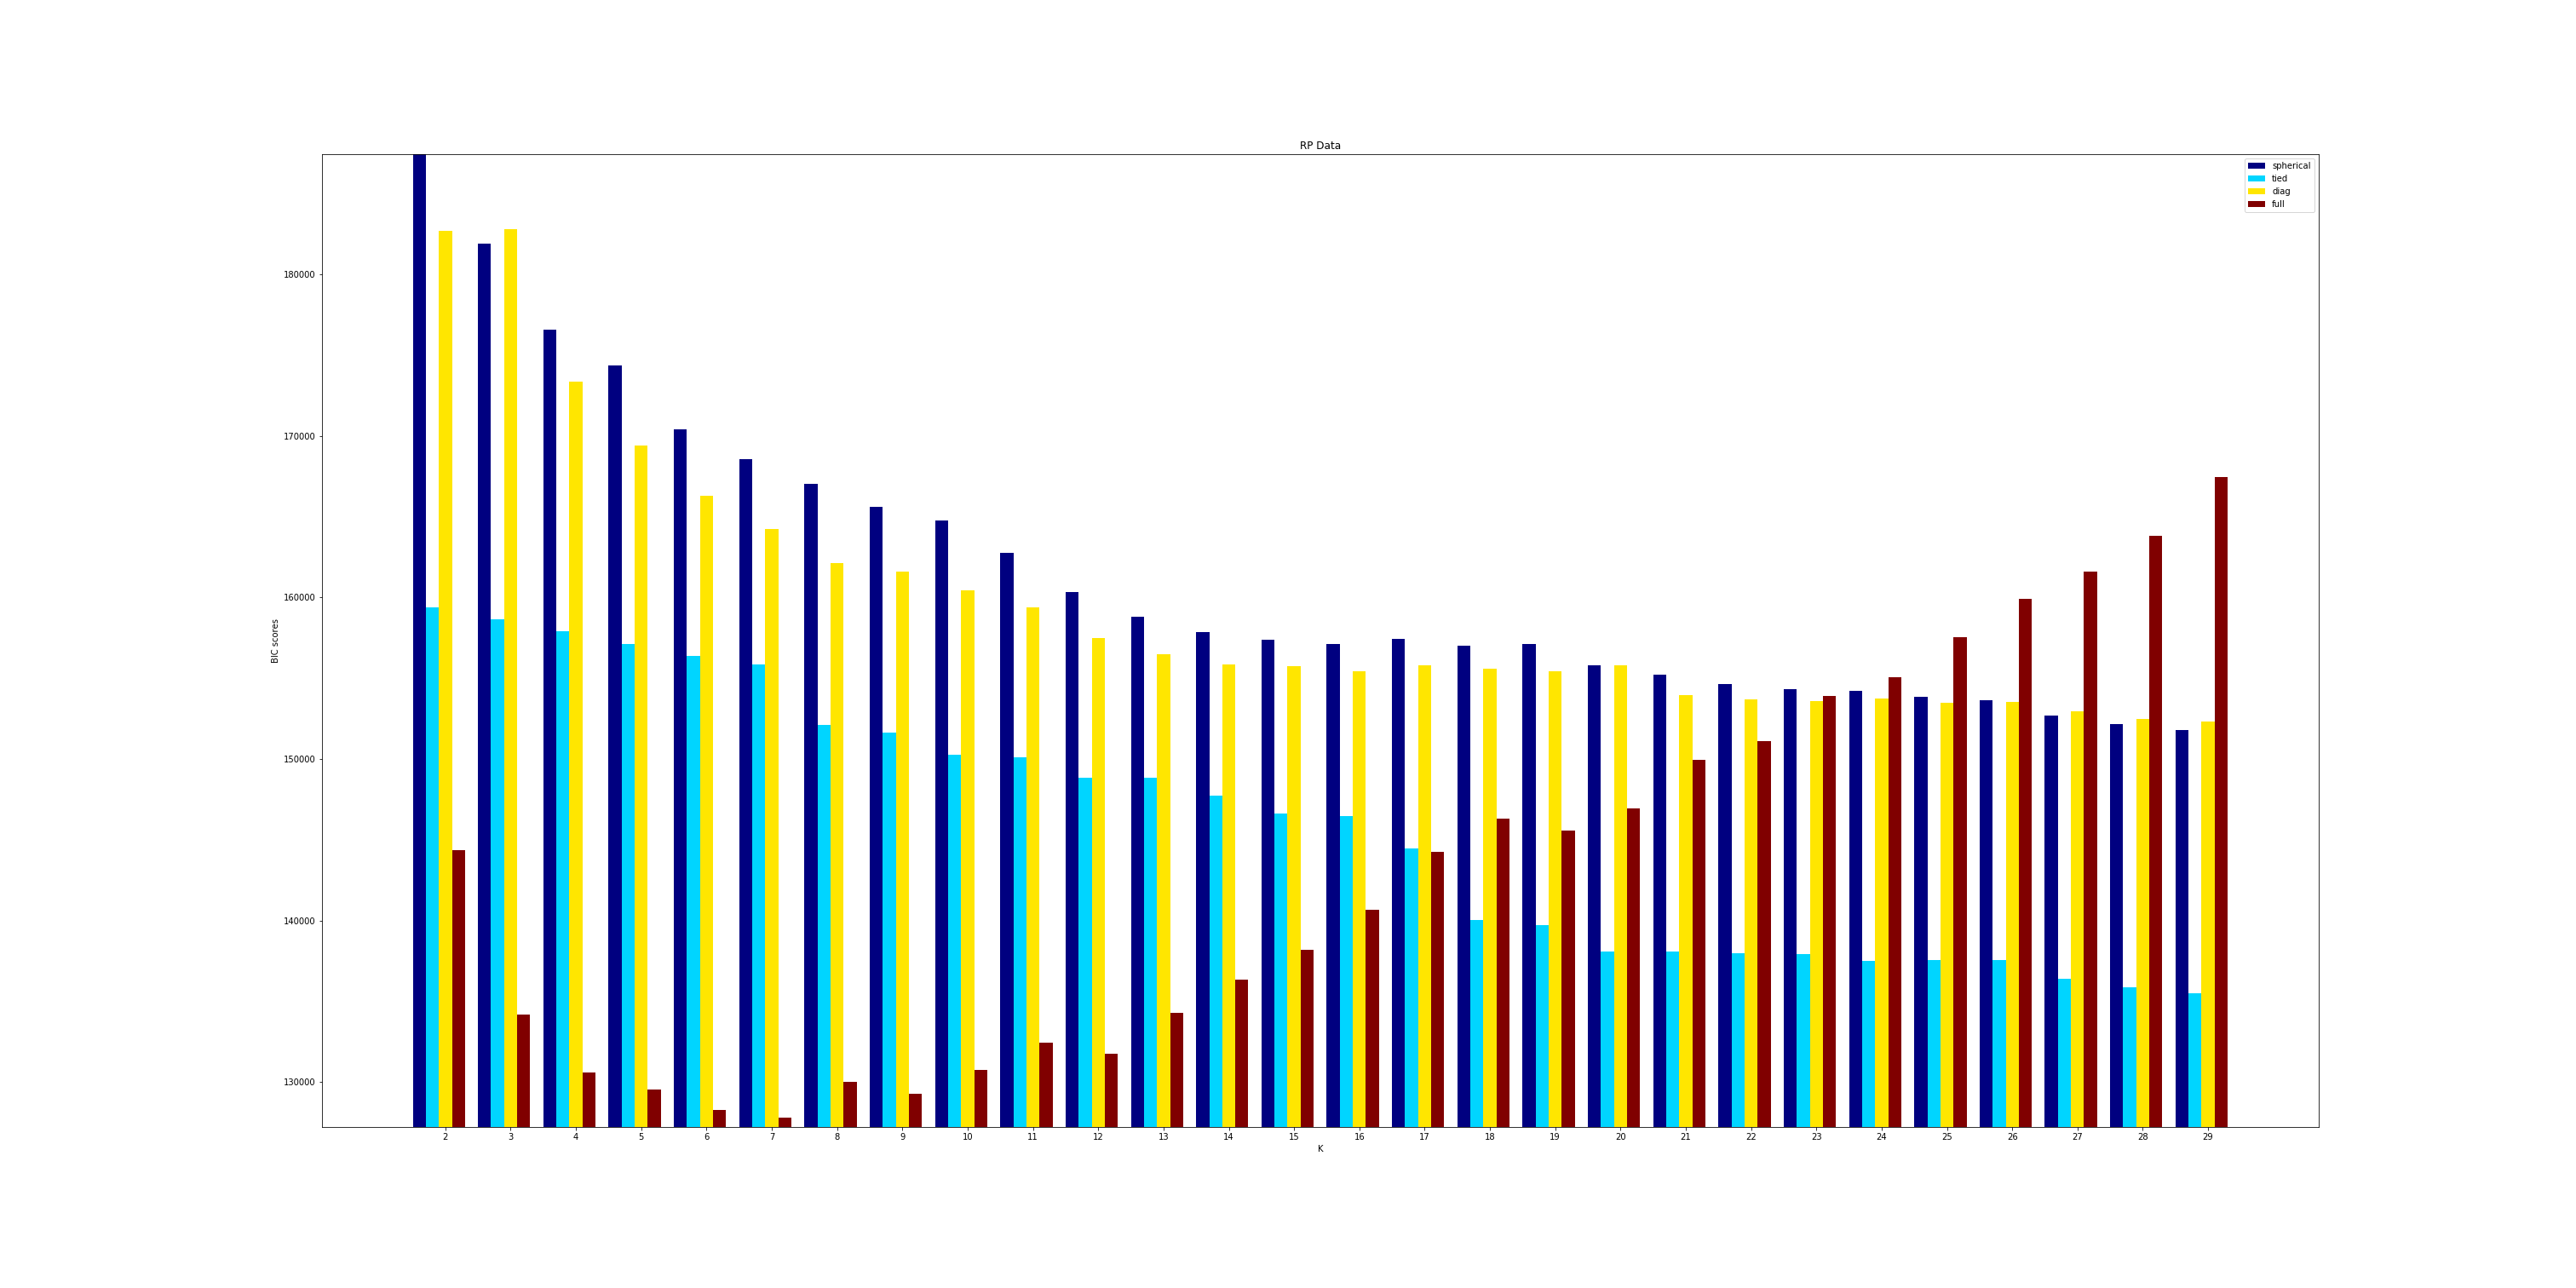 RP Data
spherical
tied
diag
full
180000
170000
160000
150000
140000
130000
BIC scores
2 3 4 5 6 7 8 9 10 11 12 13 14 15 16 17 18 19 20 21 22 23 24 25 26 27 28 29
K